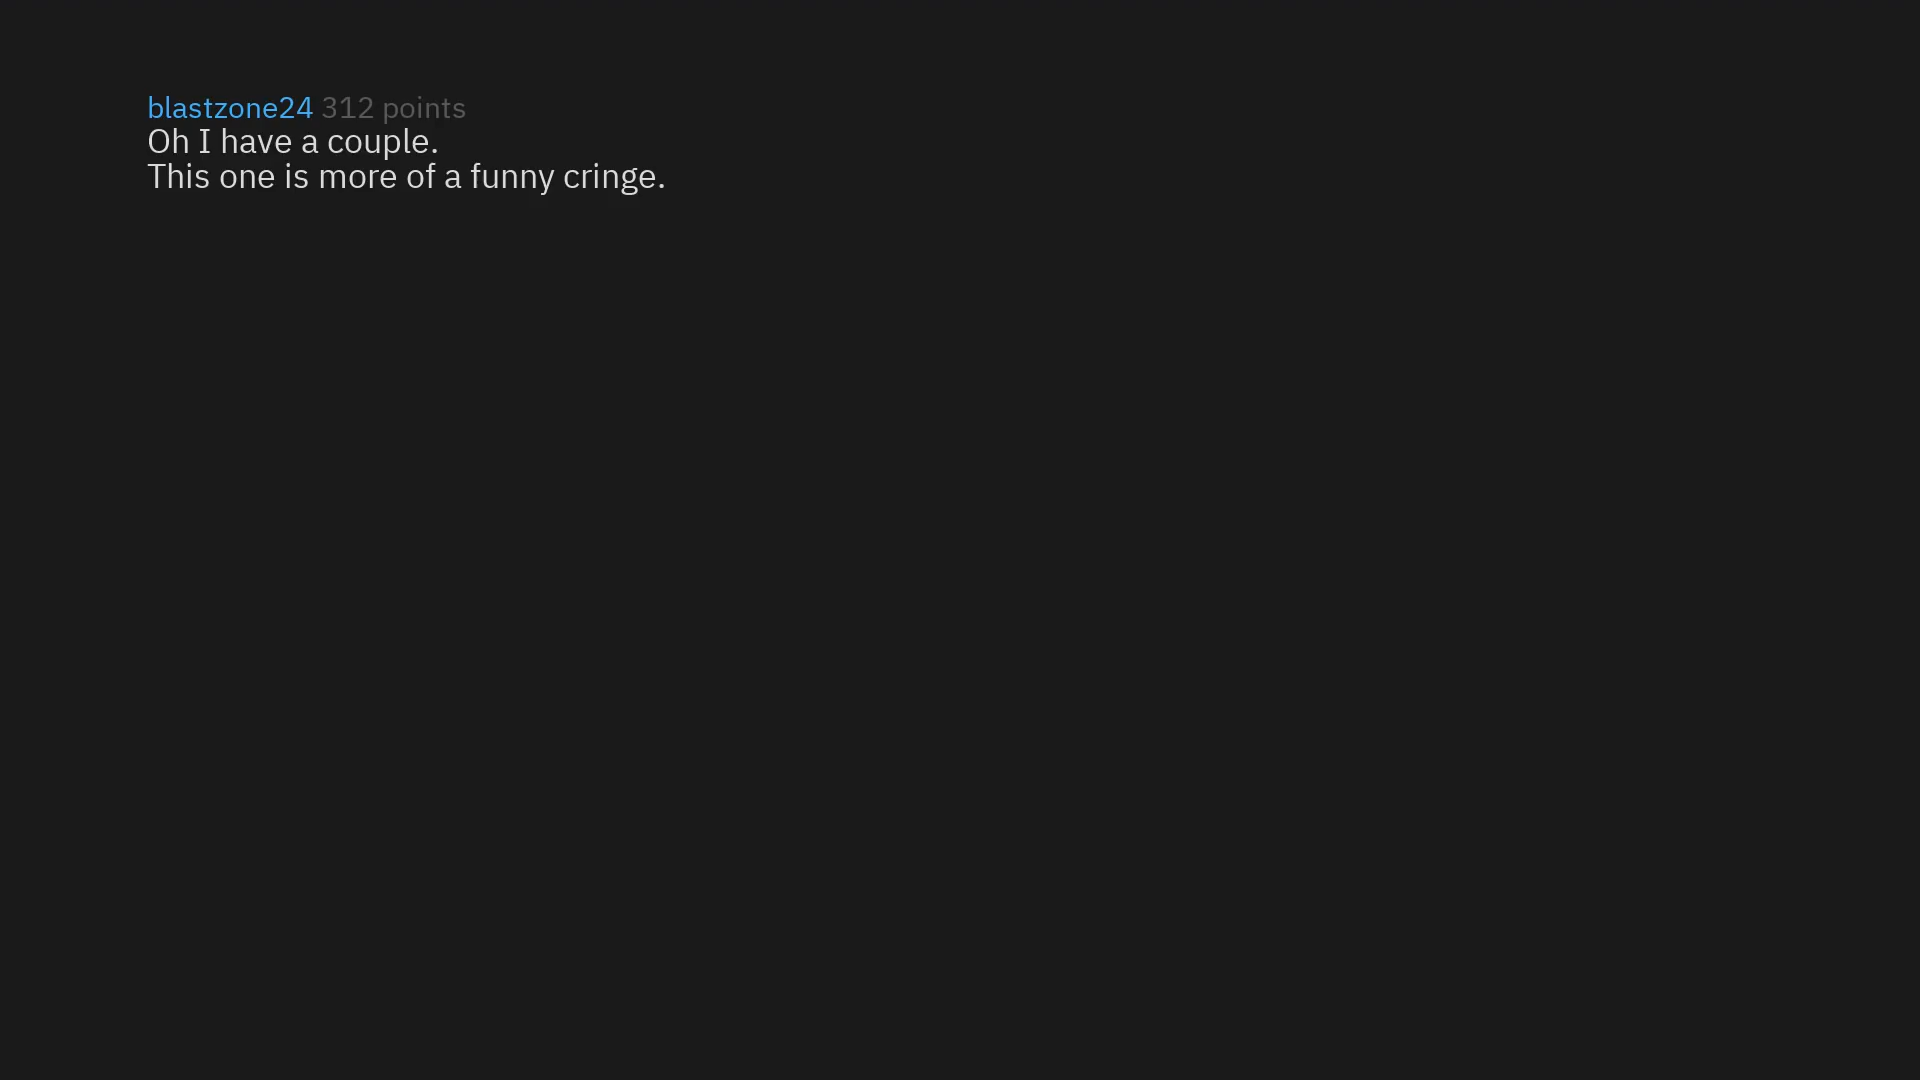 blastzone24 312 points
Oh I have a couple.
This one is more of a funny cringe.